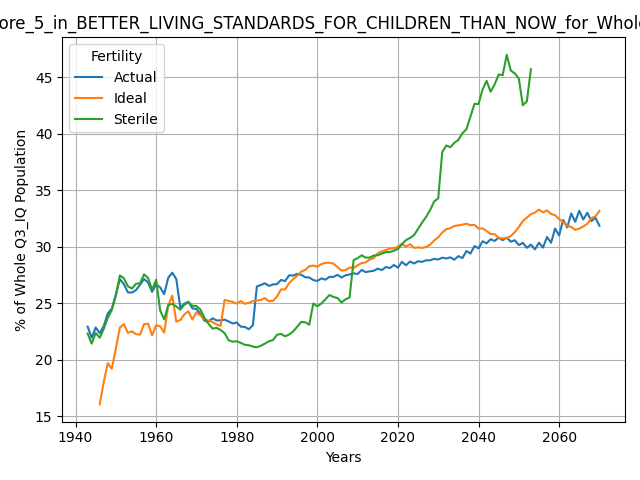 ore_5_in_BETTER_LIVING_STANDARDS_FOR_CHILDREN_THAN_NOW_for_Whole
Fertility
Actual
Ideal
Sterile
% of Whole Q3_IQ Population
45
40
35
30
25
20
15
1940 1960 1980 2000 2020 2040 2060
Years